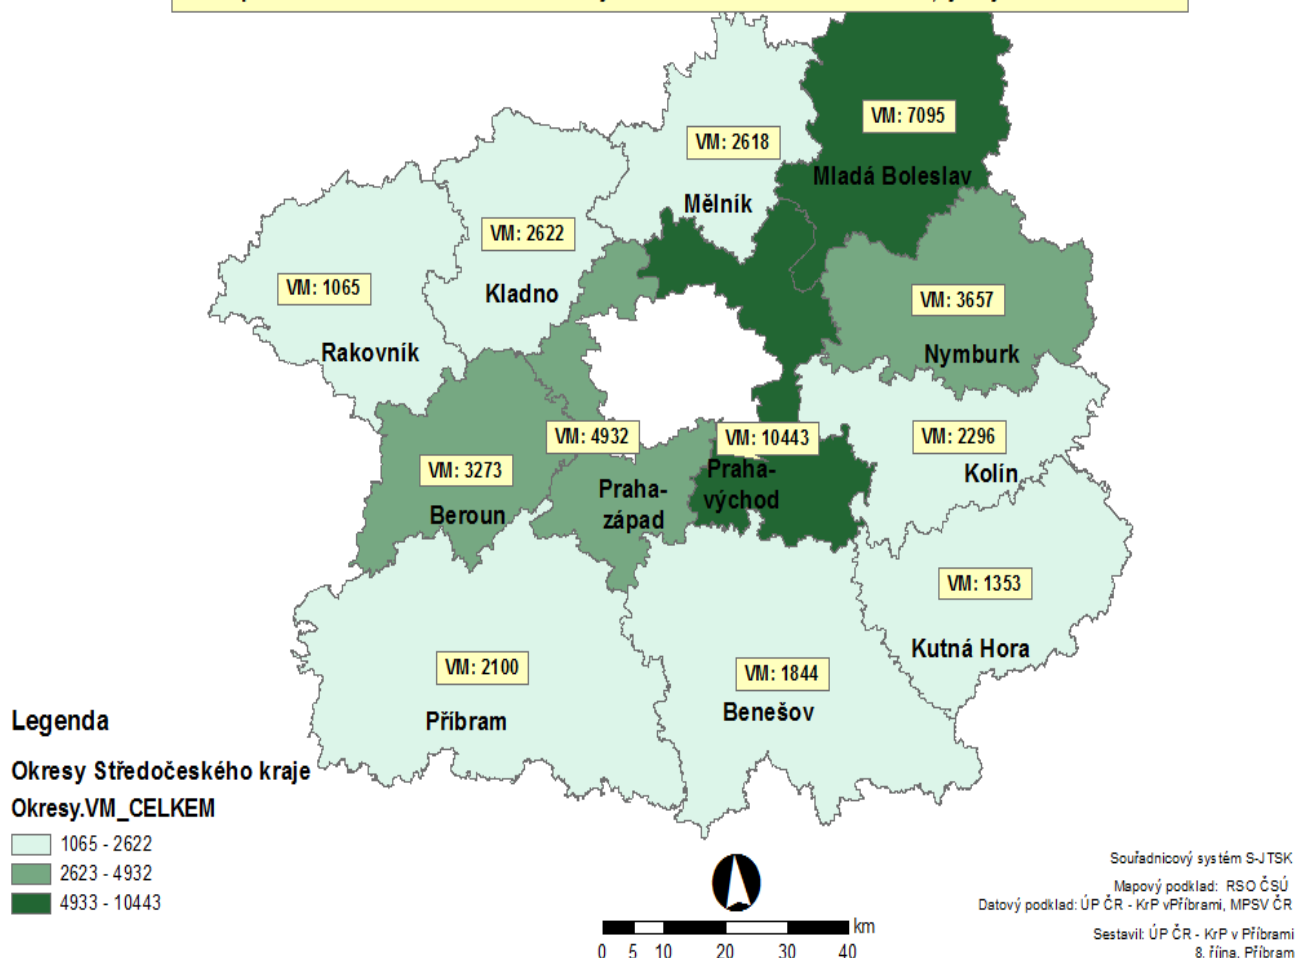 VM: 7095
Mladá Boleslav
VM: 2618
Mělník
VM: 2622
Kladno
VM: 1065
Rakovník
VM: 3657
Nymburk
VM: 4932
Praha-
západ
VM: 10443
Praha-
východ
VM: 2296
Kolín
VM: 3273
Beroun
VM: 1353
Kutná Hora
VM: 2100
Příbram
VM: 1844
Benešov
Legenda
Okresy Středočeského kraje
Okresy.VM_CELKEM
1065 - 2622
2623 - 4932
4933 - 10443
km
0 5 10 20 30 40
Souřadnicový systém S-JTSK
Mapový podklad: RSO ČSÚ
Datový podklad: ÚP ČR - KrP vPříbrami, MPSV ČR
Sestavil: ÚP ČR - KrP v Příbrami
8. října, Příbram